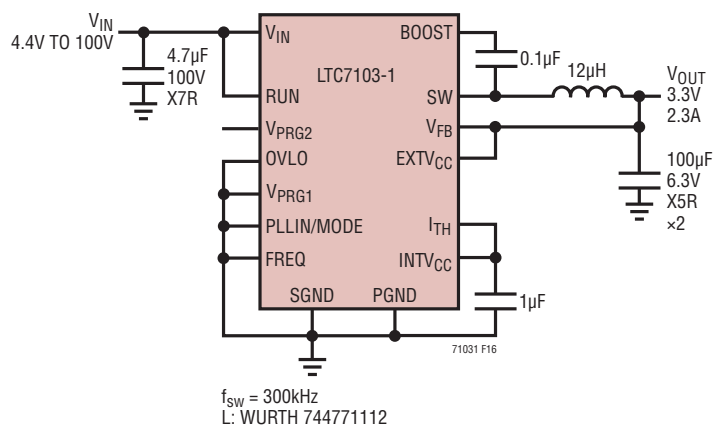 VIN
4.4V TO 100V
4.7µF
100V
X7R
VIN
RUN
VPRG2
OVLO
VPRG1
PLLIN/MODE
FREQ
LTC7103-1
BOOST
SW
VFB
EXTVCC
ITH
INTVCC
SGND
PGND
0.1µF
12µH
VOUT
3.3V
2.3A
100µF
6.3V
X5R
×2
1µF
71031 F16
fSW = 300kHz
L: WURTH 744771112